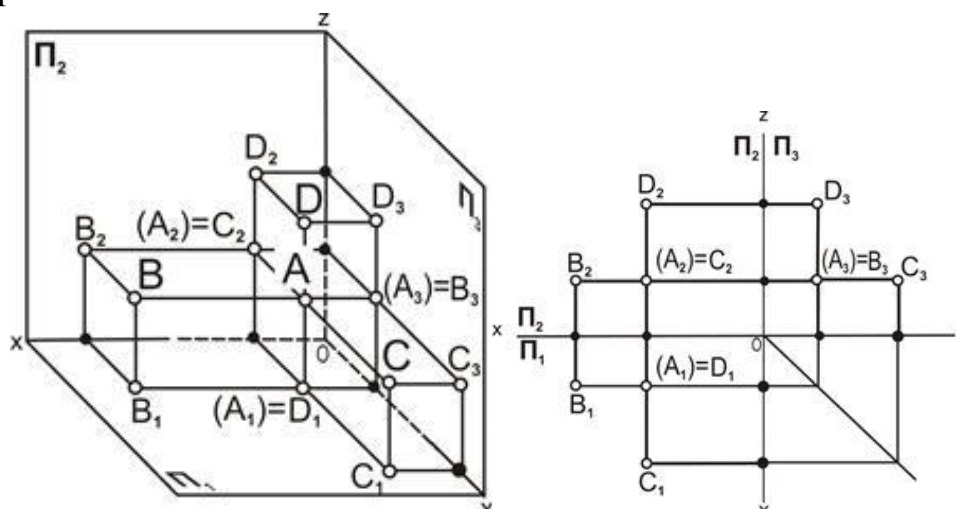 z
П₂
D₂
D
D₃
П₃
B₂
(A₂)=C₂
B
A
(A₃)=B₃
x
0
C
C₃
B₁
(A₁)=D₁
C₁
z
П₂ П₃
D₂
D₃
B₂
(A₂)=C₂
(A₃)=B₃
C₃
x
П₂
П₁
0
(A₁)=D₁
B₁
C₁